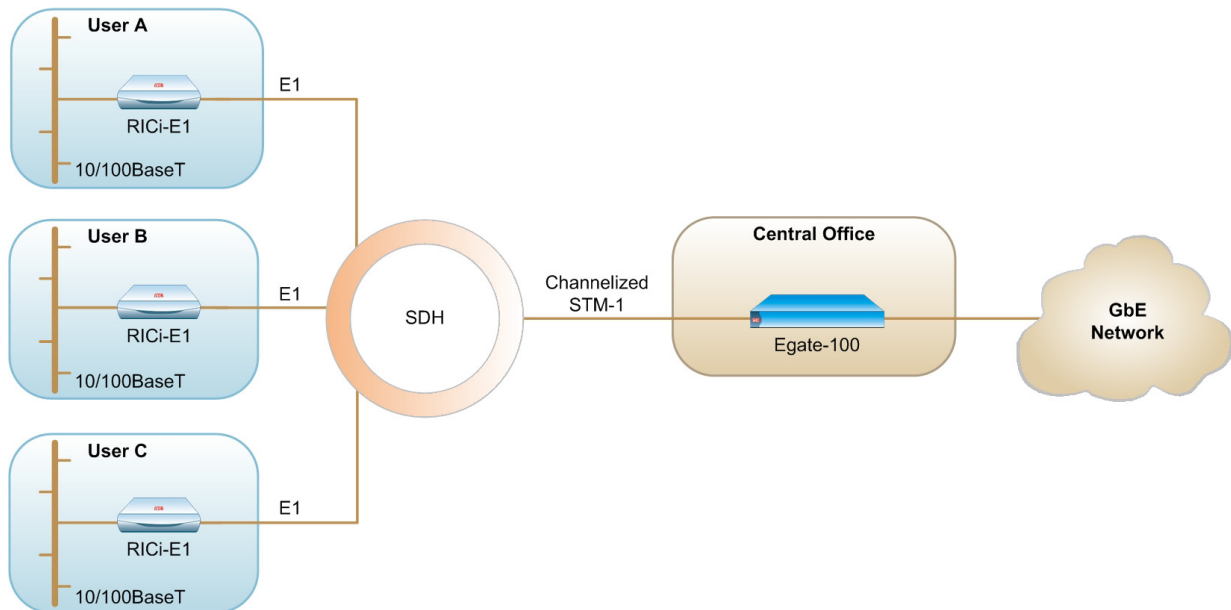 User A
E1
RICi-E1
10/100BaseT
User B
E1
RICi-E1
10/100BaseT
User C
E1
RICi-E1
10/100BaseT
SDH
Channelized
STM-1
Central Office
Egate-100
GbE
Network